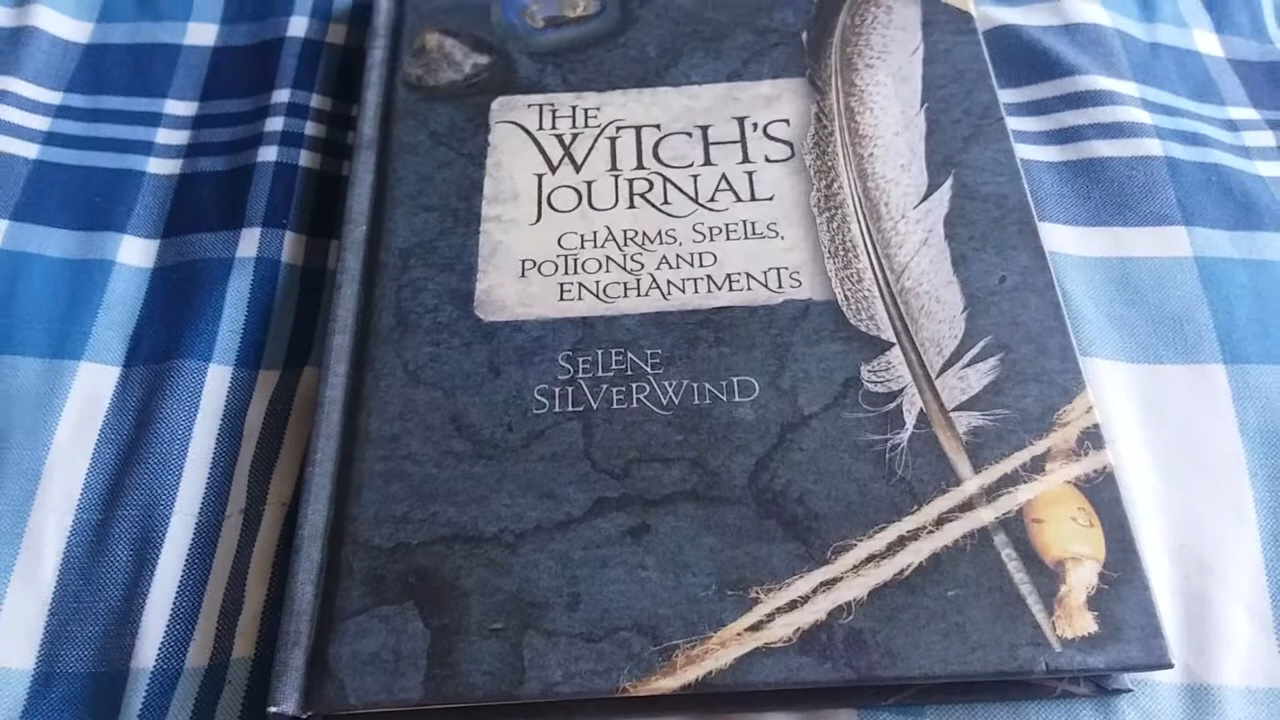 THE
WITCH'S
JOURNAL
CHARMS, SPELLS,
POTIONS AND
ENCHANTMENTS
SELENE
SILVERWIND